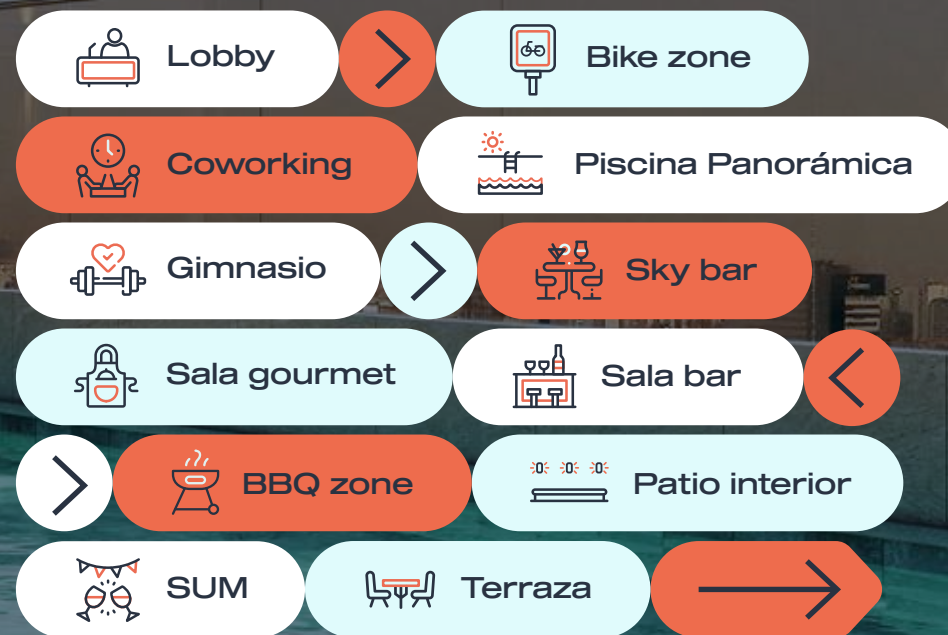 Lobby
Bike zone
Coworking
Piscina Panorámica
Gimnasio
Sky bar
Sala gourmet
Sala bar
BBQ zone
Patio interior
SUM
Terraza